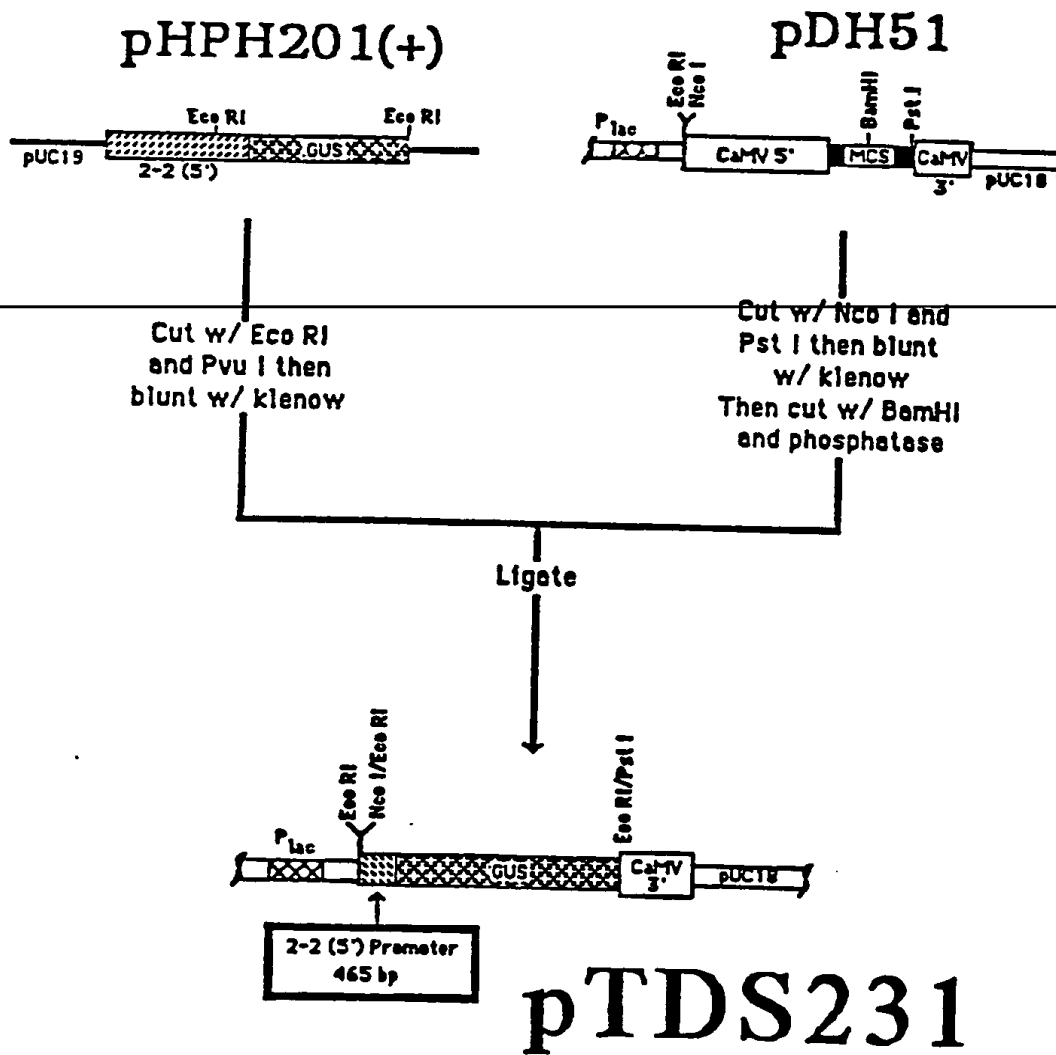 pHPH201(+)
pDH51
Eco RI
Eco RI
pUC19
GUS
2-2 (5')
Eco RI
Nco I
BamHI
Pst I
Plac
CaMV 5'
MCS
CaMV
3'
pUC18
Cut w/ Eco RI
and Pvu I then
blunt w/ klenow
Cut w/ Nco I and
Pst I then blunt
w/ klenow
Then cut w/ BamHI
and phosphatase
Ligate
Eco RI
Nco I/Eco RI
Eco RI/Pst I
Plac
GUS
CaMV
3'
pUC18
2-2 (5') Promoter
465 bp
pTDS231